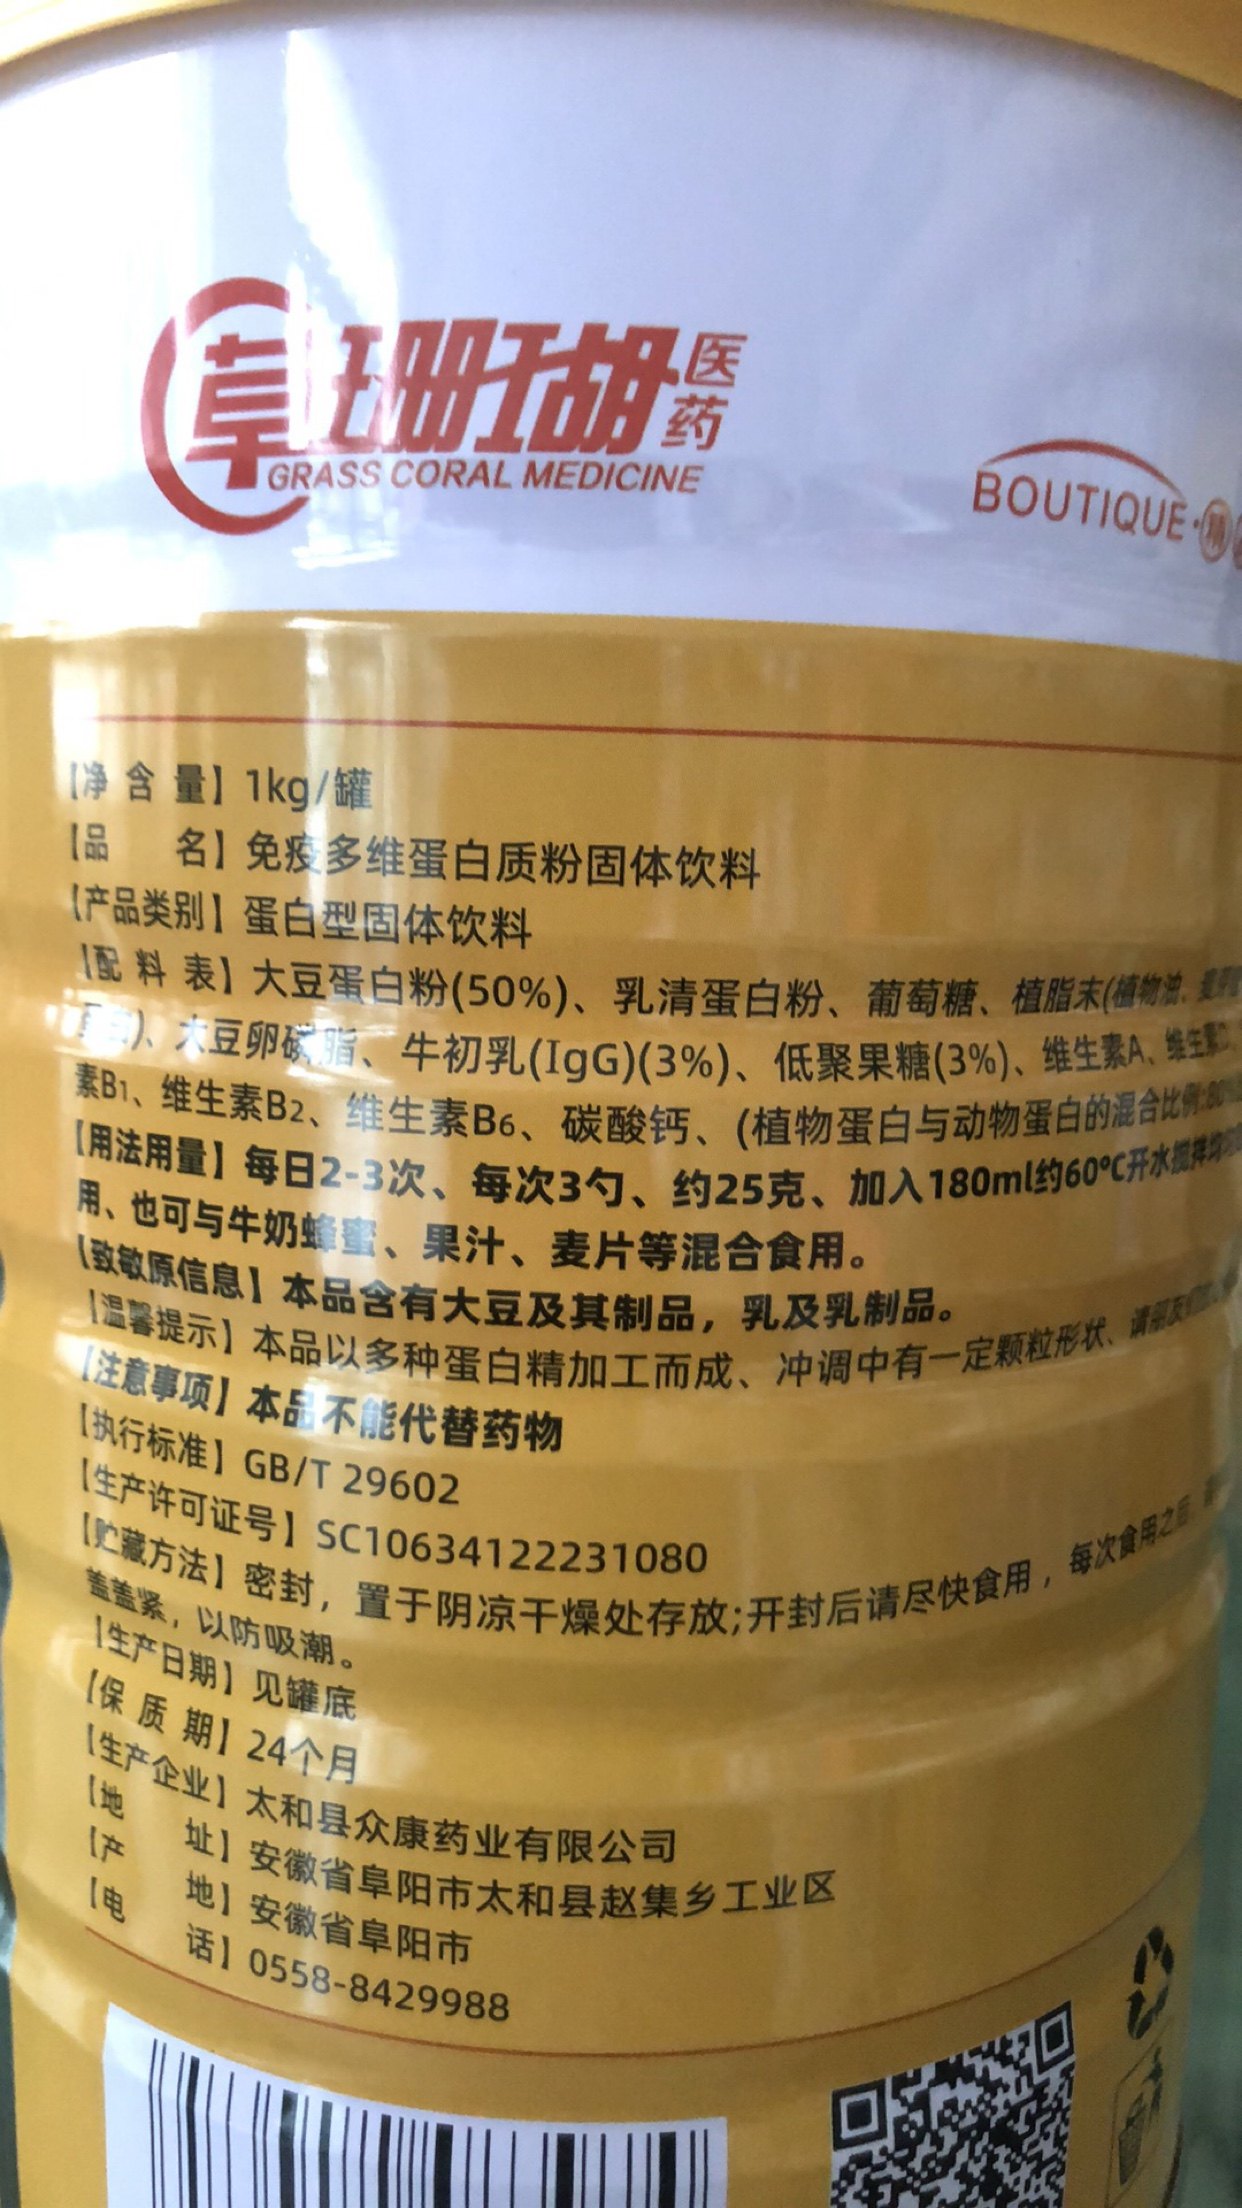 草珊瑚医药
GRASS CORAL MEDICINE
BOUTIQUE·精
【净含量】1kg/罐
【品名】免疫多维蛋白质粉固体饮料
【产品类别】蛋白型固体饮料
【配料表】大豆蛋白粉(50%)、乳清蛋白粉、葡萄糖、植脂末(植物油、
)、大豆卵磷脂、牛初乳(IgG)(3%)、低聚果糖(3%)、维生素A、维生素D、
素B1、维生素B2、维生素B6、碳酸钙、(植物蛋白与动物蛋白的混合比例:80%
【用法用量】每日2-3次、每次3勺、约25克、加入180ml约60℃开水搅拌均
用、也可与牛奶蜂蜜、果汁、麦片等混合食用。
【致敏原信息】本品含有大豆及其制品，乳及乳制品。
【温馨提示】本品以多种蛋白精加工而成、冲调中有一定颗粒形状、请朋友
【注意事项】本品不能代替药物
【执行标准】GB/T 29602
【生产许可证号】SC10634122231080
【贮藏方法】密封，置于阴凉干燥处存放;开封后请尽快食用，每次食用之后
盖盖紧，以防吸潮。
【生产日期】见罐底
【保质期】24个月
【生产企业】太和县众康药业有限公司
【地址】安徽省阜阳市太和县赵集乡工业区
【产地】安徽省阜阳市
【电话】0558-8429988